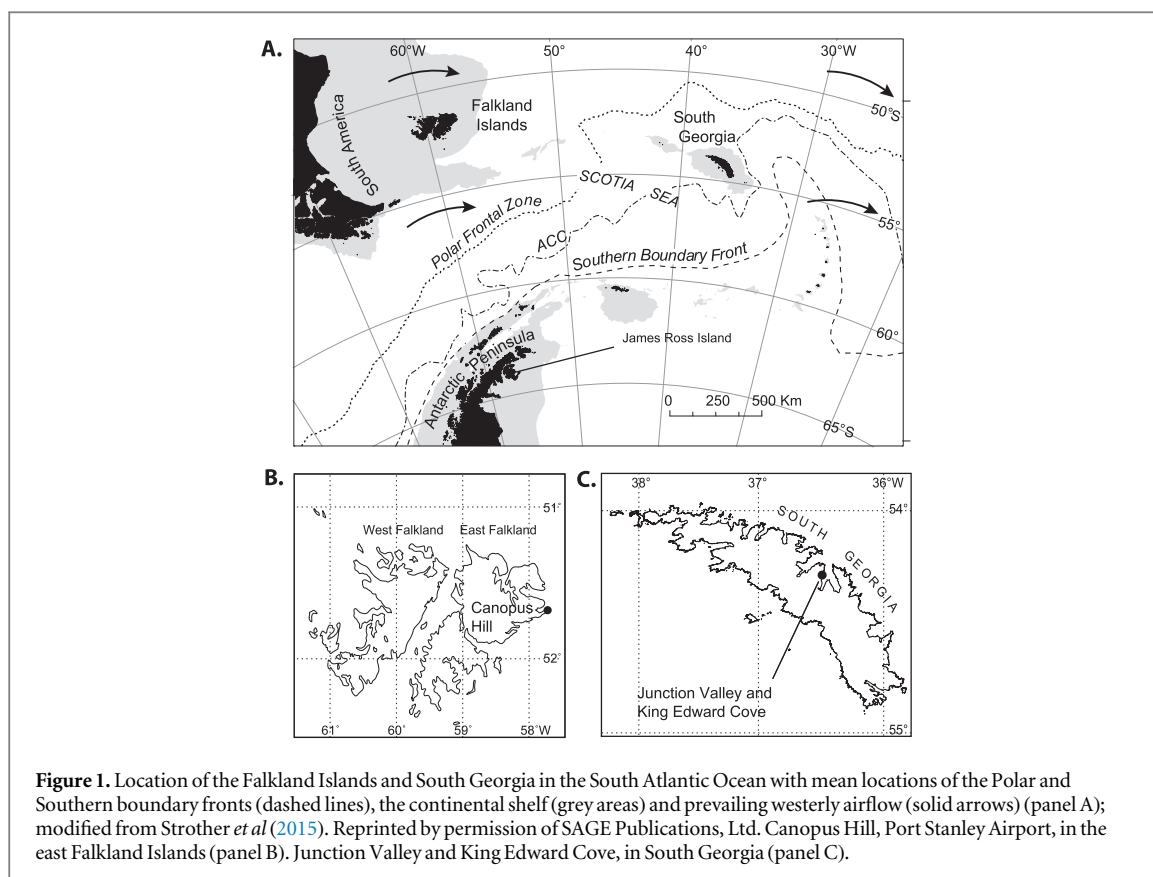 A.
60°W
50°
40°
30°W
50°S
Falkland
Islands
South
Georgia
South America
SCOTIA SEA
55°
Polar Frontal Zone
ACC
Southern Boundary Front
60°
Antarctic Peninsula
James Ross Island
0 250 500 Km
65°S
B.
51°
West Falkland
East Falkland
Canopus
Hill
52°
61°
60°
59°
58°W
C.
38°
37°
36°W
54°
SOUTH GEORGIA
Junction Valley and
King Edward Cove
55°
Figure 1. Location of the Falkland Islands and South Georgia in the South Atlantic Ocean with mean locations of the Polar and
Southern boundary fronts (dashed lines), the continental shelf (grey areas) and prevailing westerly airflow (solid arrows) (panel A);
modified from Strother et al (2015). Reprinted by permission of SAGE Publications, Ltd. Canopus Hill, Port Stanley Airport, in the
east Falkland Islands (panel B). Junction Valley and King Edward Cove, in South Georgia (panel C).